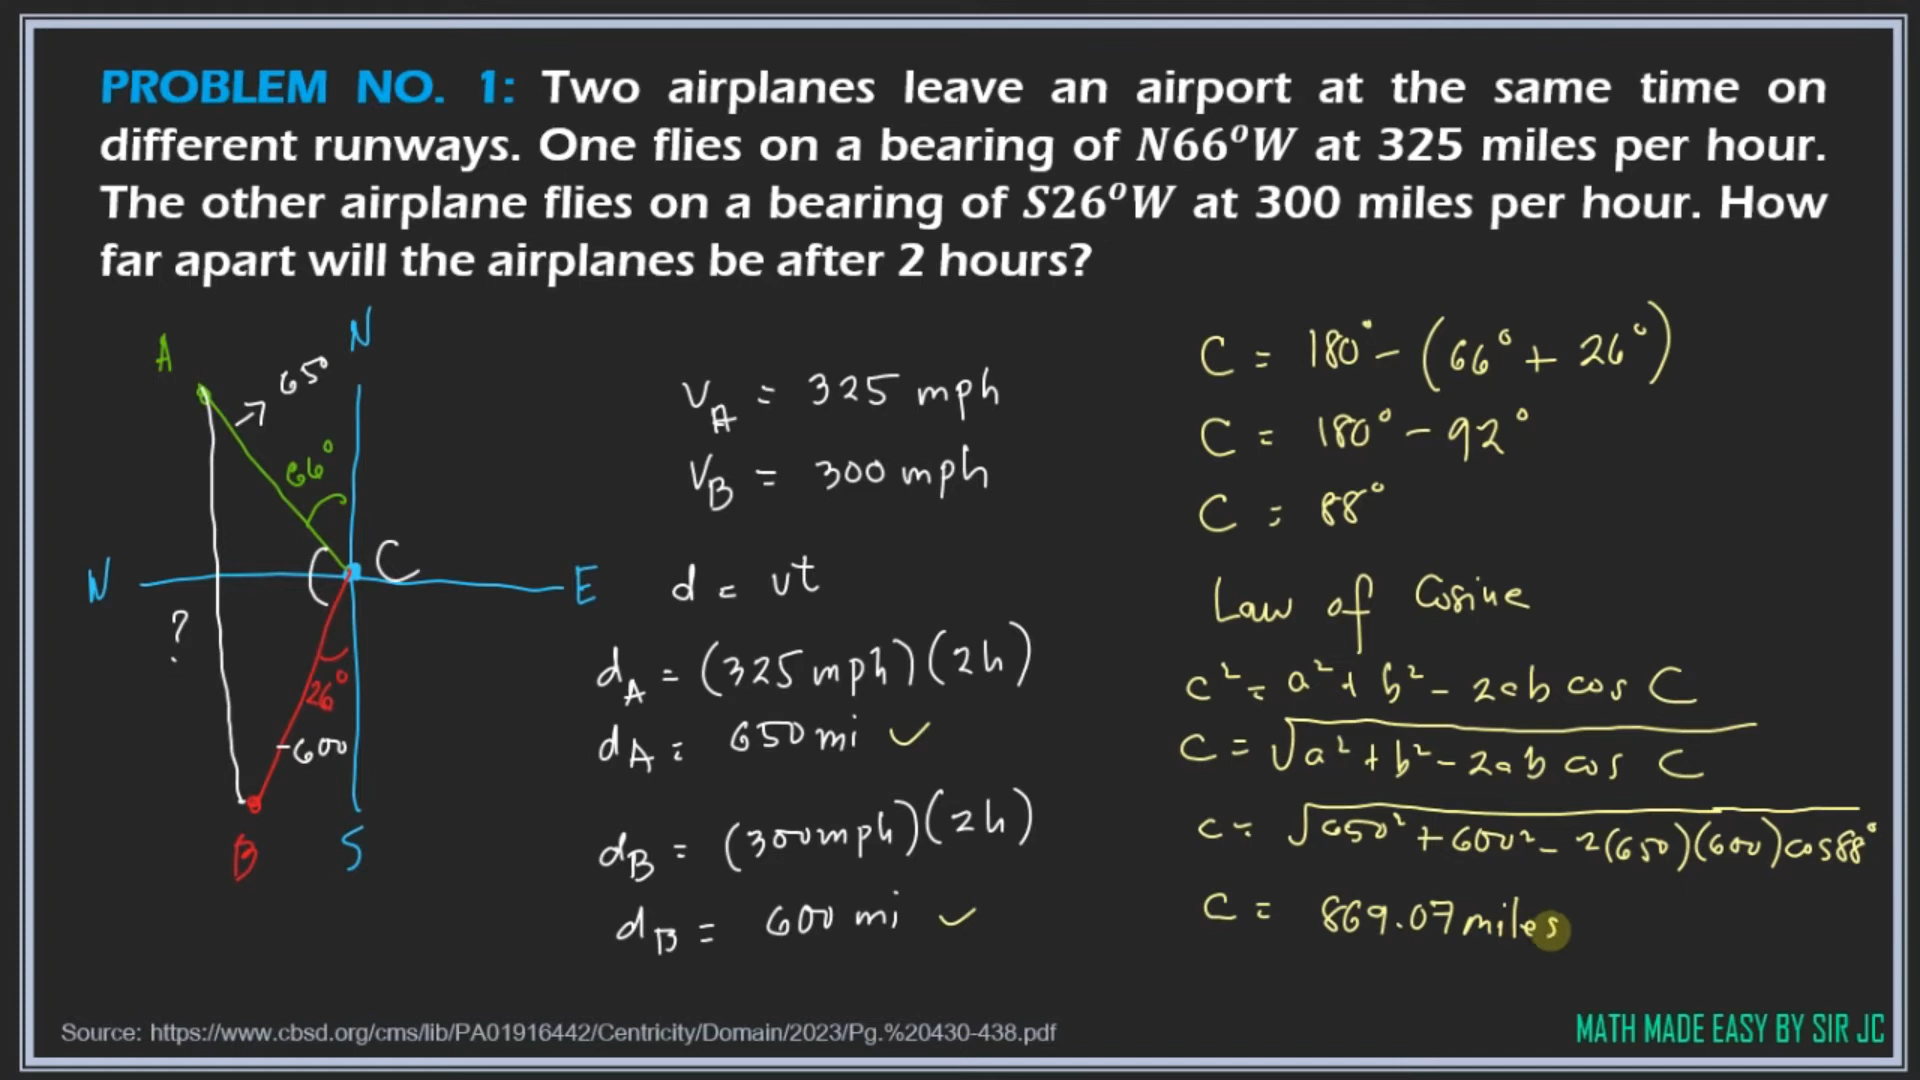 PROBLEM NO. 1: Two airplanes leave an airport at the same time on
different runways. One flies on a bearing of N66°W at 325 miles per hour.
The other airplane flies on a bearing of S26°W at 300 miles per hour. How
far apart will the airplanes be after 2 hours?
A
N
650
66°
W
C
E
?
26°
600
B
S
V_A = 325 mph
V_B = 300 mph
d = vt
d_A = (325 mph)(2h)
d_A = 650 mi ✓
d_B = (300mph)(2h)
d_B = 600 mi ✓
C = 180° - (66° + 26°)
C = 180° - 92°
C = 88°
Law of Cosine
c² = a² + b² - 2ab cos C
c = √a² + b² - 2ab cos C
c = √650² + 600² - 2(650)(600)cos88°
c = 869.07 miles
Source: https://www.cbsd.org/cms/lib/PA01916442/Centricity/Domain/2023/Pg.%20430-438.pdf
MATH MADE EASY BY SIR JC